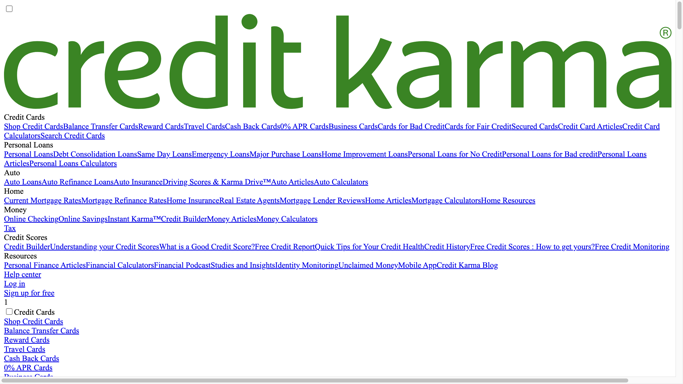 credit karma®
Credit Cards
Shop Credit CardsBalance Transfer CardsReward CardsTravel CardsCash Back Cards0% APR CardsBusiness CardsCards for Bad CreditCards for Fair CreditSecured CardsCredit Card ArticlesCredit Card
CalculatorsSearch Credit Cards
Personal Loans
Personal LoansDebt Consolidation LoansSame Day LoansEmergency LoansMajor Purchase LoansHome Improvement LoansPersonal Loans for No CreditPersonal Loans for Bad creditPersonal Loans
ArticlesPersonal Loans Calculators
Auto
Auto LoansAuto Refinance LoansAuto InsuranceDriving Scores & Karma Drive™Auto ArticlesAuto Calculators
Home
Current Mortgage RatesMortgage Refinance RatesHome InsuranceReal Estate AgentsMortgage Lender ReviewsHome ArticlesMortgage CalculatorsHome Resources
Money
Online CheckingOnline SavingsInstant Karma™Credit BuilderMoney ArticlesMoney Calculators
Tax
Credit Scores
Credit BuilderUnderstanding your Credit ScoresWhat is a Good Credit Score?Free Credit ReportQuick Tips for Your Credit HealthCredit HistoryFree Credit Scores : How to get yours?Free Credit Monitoring
Resources
Personal Finance ArticlesFinancial CalculatorsFinancial PodcastStudies and InsightsIdentity MonitoringUnclaimed MoneyMobile AppCredit Karma Blog
Help center
Log in
Sign up for free
1
Credit Cards
Shop Credit Cards
Balance Transfer Cards
Reward Cards
Travel Cards
Cash Back Cards
0% APR Cards
Business Cards